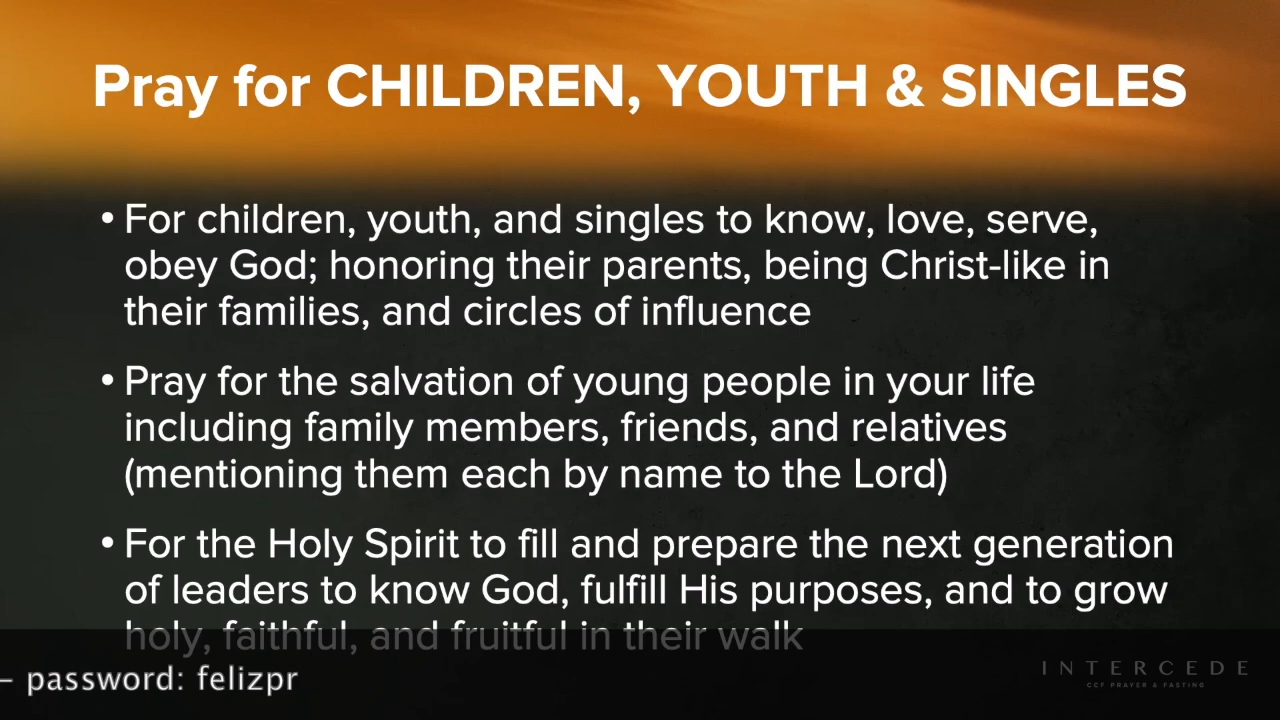 Pray for CHILDREN, YOUTH & SINGLES
• For children, youth, and singles to know, love, serve,
obey God; honoring their parents, being Christ-like in
their families, and circles of influence
• Pray for the salvation of young people in your life
including family members, friends, and relatives
(mentioning them each by name to the Lord)
• For the Holy Spirit to fill and prepare the next generation
of leaders to know God, fulfill His purposes, and to grow
holy, faithful, and fruitful in their walk
– password: felizpr
INTERCEDE
CCF PRAYER & FASTING